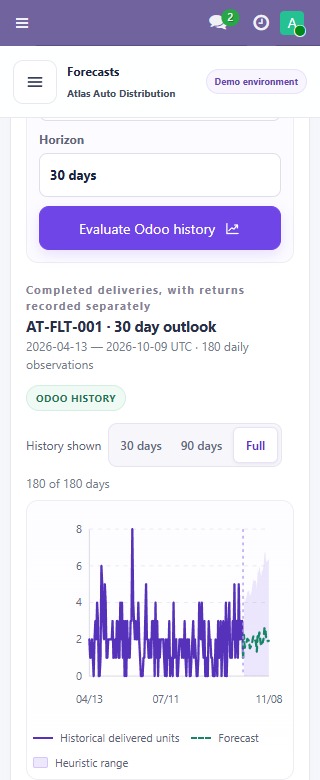 2
A
Forecasts
Atlas Auto Distribution
Demo environment
Horizon
30 days
Evaluate Odoo history
Completed deliveries, with returns
recorded separately
AT-FLT-001 · 30 day outlook
2026-04-13 — 2026-10-09 UTC · 180 daily
observations
ODOO HISTORY
History shown 30 days 90 days Full
180 of 180 days
8
6
4
2
0
04/13 07/11 11/08
Historical delivered units Forecast
Heuristic range